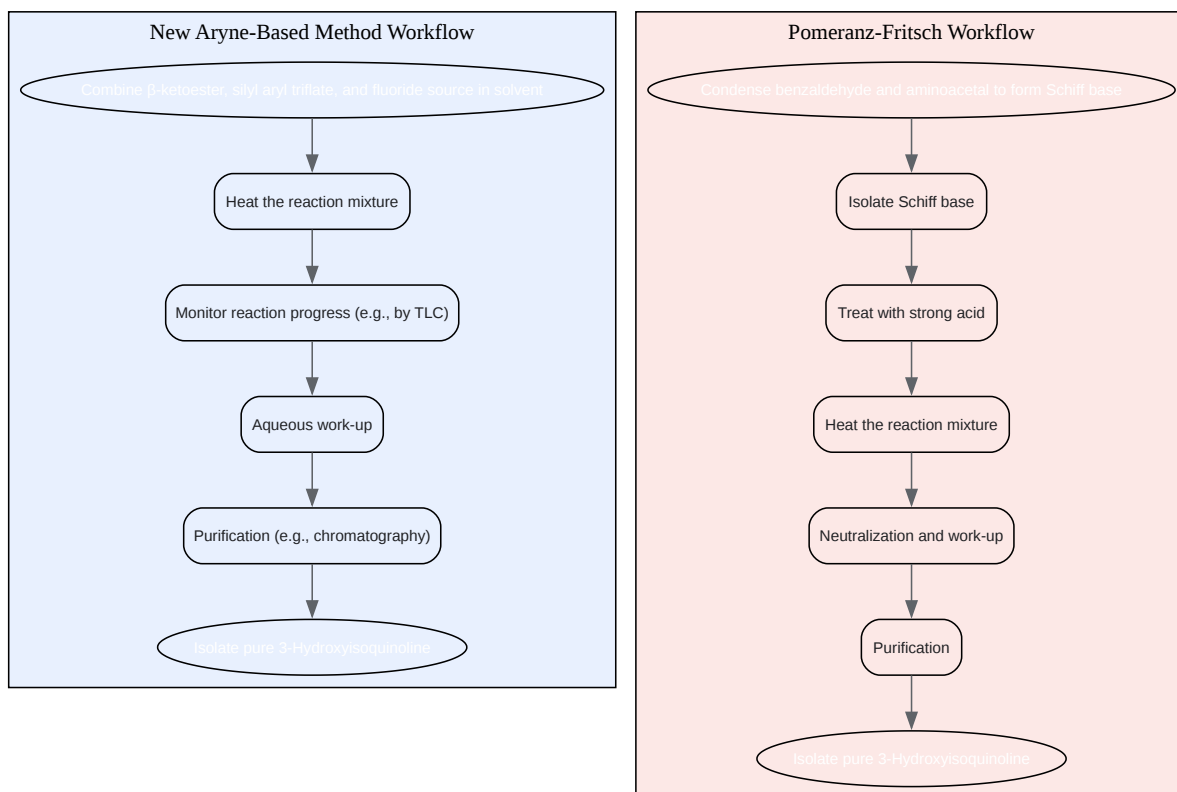 New Aryne-Based Method Workflow
Combine β-ketoester, silyl aryl triflate, and fluoride source in solvent
Heat the reaction mixture
Monitor reaction progress (e.g., by TLC)
Aqueous work-up
Purification (e.g., chromatography)
Isolate pure 3-Hydroxyisoquinoline
Pomeranz-Fritsch Workflow
Condense benzaldehyde and aminoacetal to form Schiff base
Isolate Schiff base
Treat with strong acid
Heat the reaction mixture
Neutralization and work-up
Purification
Isolate pure 3-Hydroxyisoquinoline